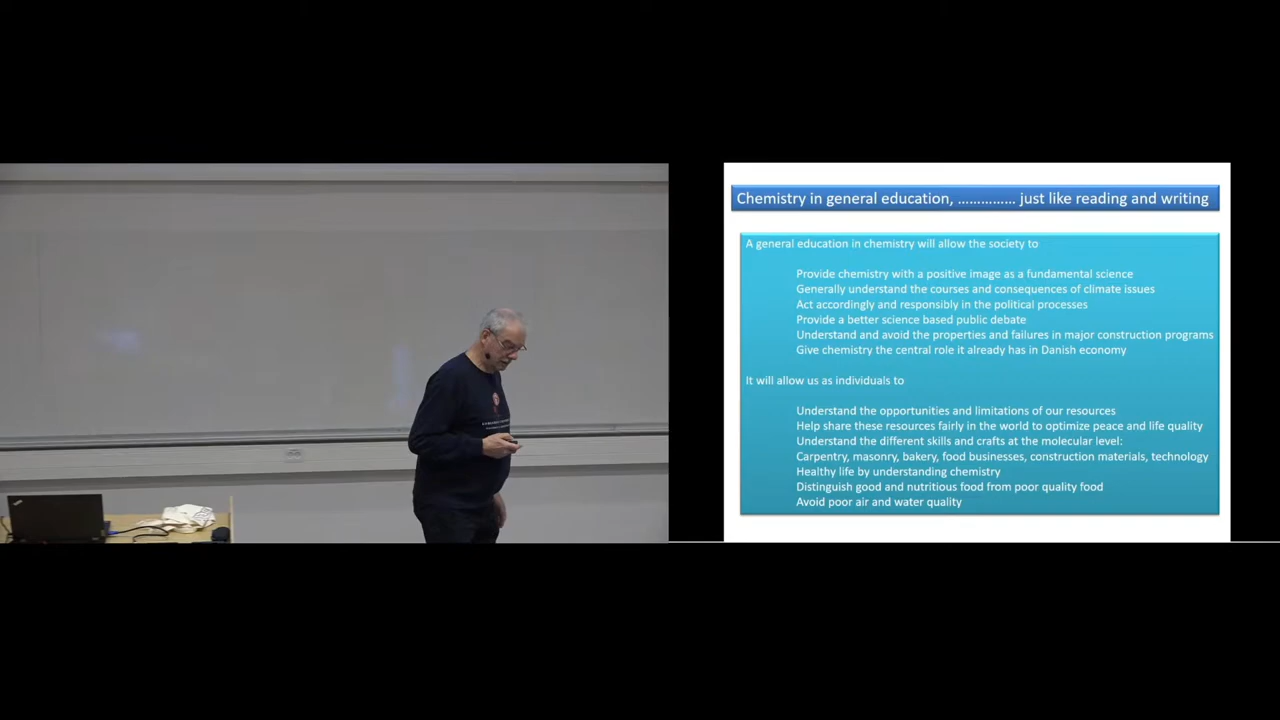 Chemistry in general education, …………… just like reading and writing
A general education in chemistry will allow the society to
Provide chemistry with a positive image as a fundamental science
Generally understand the courses and consequences of climate issues
Act accordingly and responsibly in the political processes
Provide a better science based public debate
Understand and avoid the properties and failures in major construction programs
Give chemistry the central role it already has in Danish economy
It will allow us as individuals to
Understand the opportunities and limitations of our resources
Help share these resources fairly in the world to optimize peace and life quality
Understand the different skills and crafts at the molecular level:
Carpentry, masonry, bakery, food businesses, construction materials, technology
Healthy life by understanding chemistry
Distinguish good and nutritious food from poor quality food
Avoid poor air and water quality